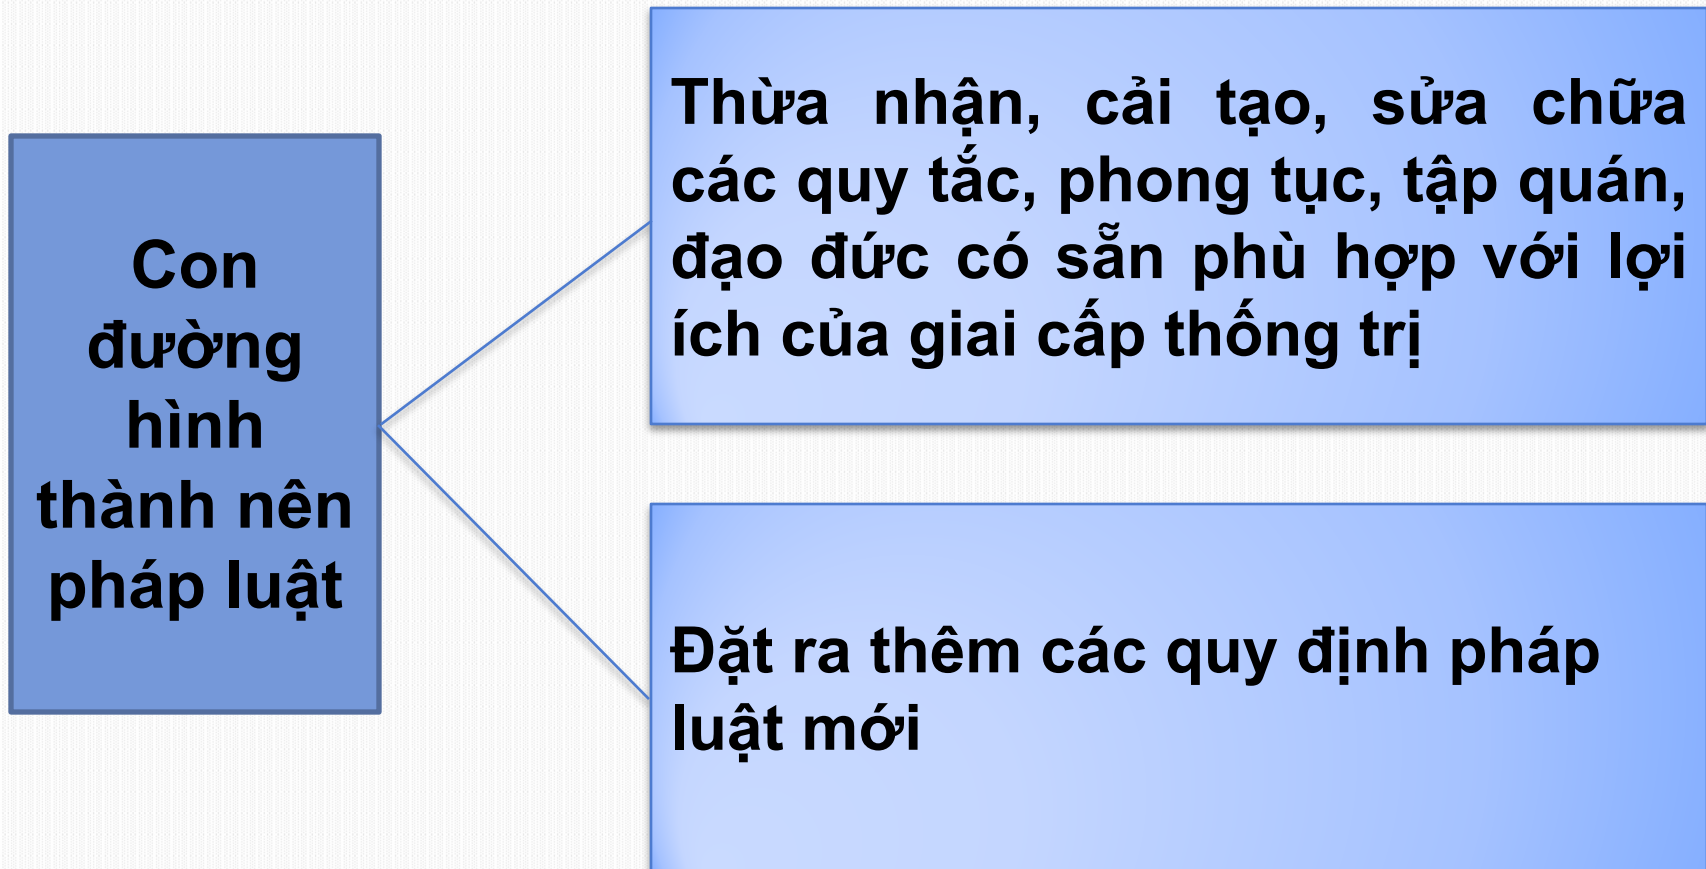 Con
đường
hình
thành nên
pháp luật
Thừa nhận, cải tạo, sửa chữa
các quy tắc, phong tục, tập quán,
đạo đức có sẵn phù hợp với lợi
ích của giai cấp thống trị
Đặt ra thêm các quy định pháp
luật mới